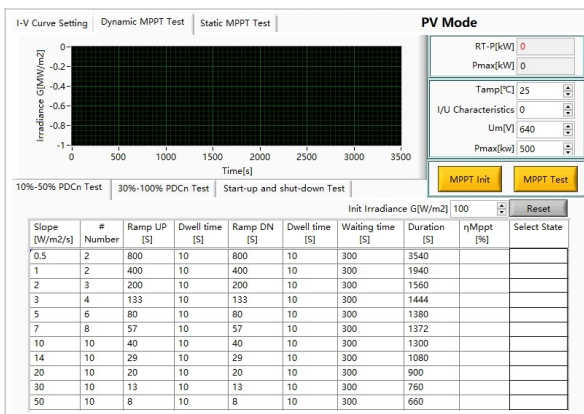 I-V Curve Setting Dynamic MPPT Test Static MPPT Test PV Mode
Irradiance G[MW/m2]
0-
-0.2-
-0.4-
-0.6-
-0.8-
-1-
0 500 1000 1500 2000 2500 3000 3500
Time[s]
RT-P[kW] 0
Pmax[kW] 0
Tamp[℃] 25
I/U Characteristics 0
Um[V] 640
Pmax[kw] 500
MPPT Init MPPT Test
10%-50% PDCn Test 30%-100% PDCn Test Start-up and shut-down Test
Init Irradiance G[W/m2] 100 Reset
Slope # Ramp UP Dwell time Ramp DN Dwell time Waiting time Duration ηMppt Select State
[W/m2/s] Number [S] [S] [S] [S] [S] [S] [%]
0.5 2 800 10 800 10 300 3540
1 2 400 10 400 10 300 1940
2 3 200 10 200 10 300 1560
3 4 133 10 133 10 300 1444
5 6 80 10 80 10 300 1380
7 8 57 10 57 10 300 1372
10 10 40 10 40 10 300 1300
14 10 29 10 29 10 300 1080
20 10 20 10 20 10 300 900
30 10 13 10 13 10 300 760
50 10 8 10 8 10 300 660